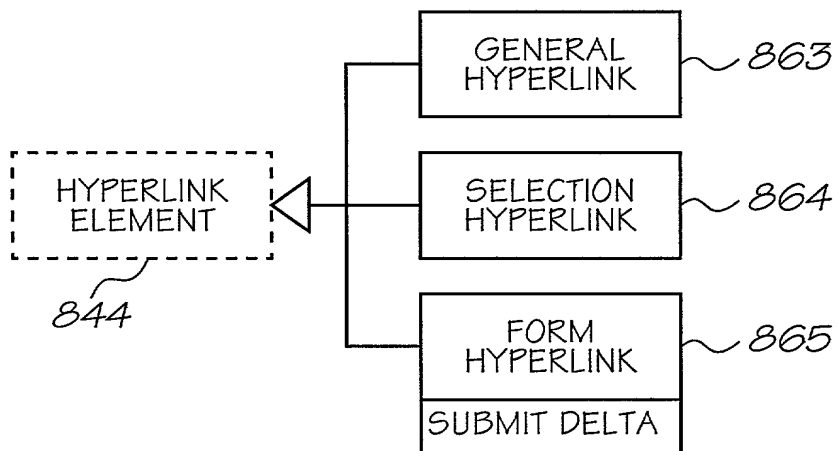 GENERAL
HYPERLINK
863
HYPERLINK
ELEMENT
844
SELECTION
HYPERLINK
864
FORM
HYPERLINK
865
SUBMIT DELTA